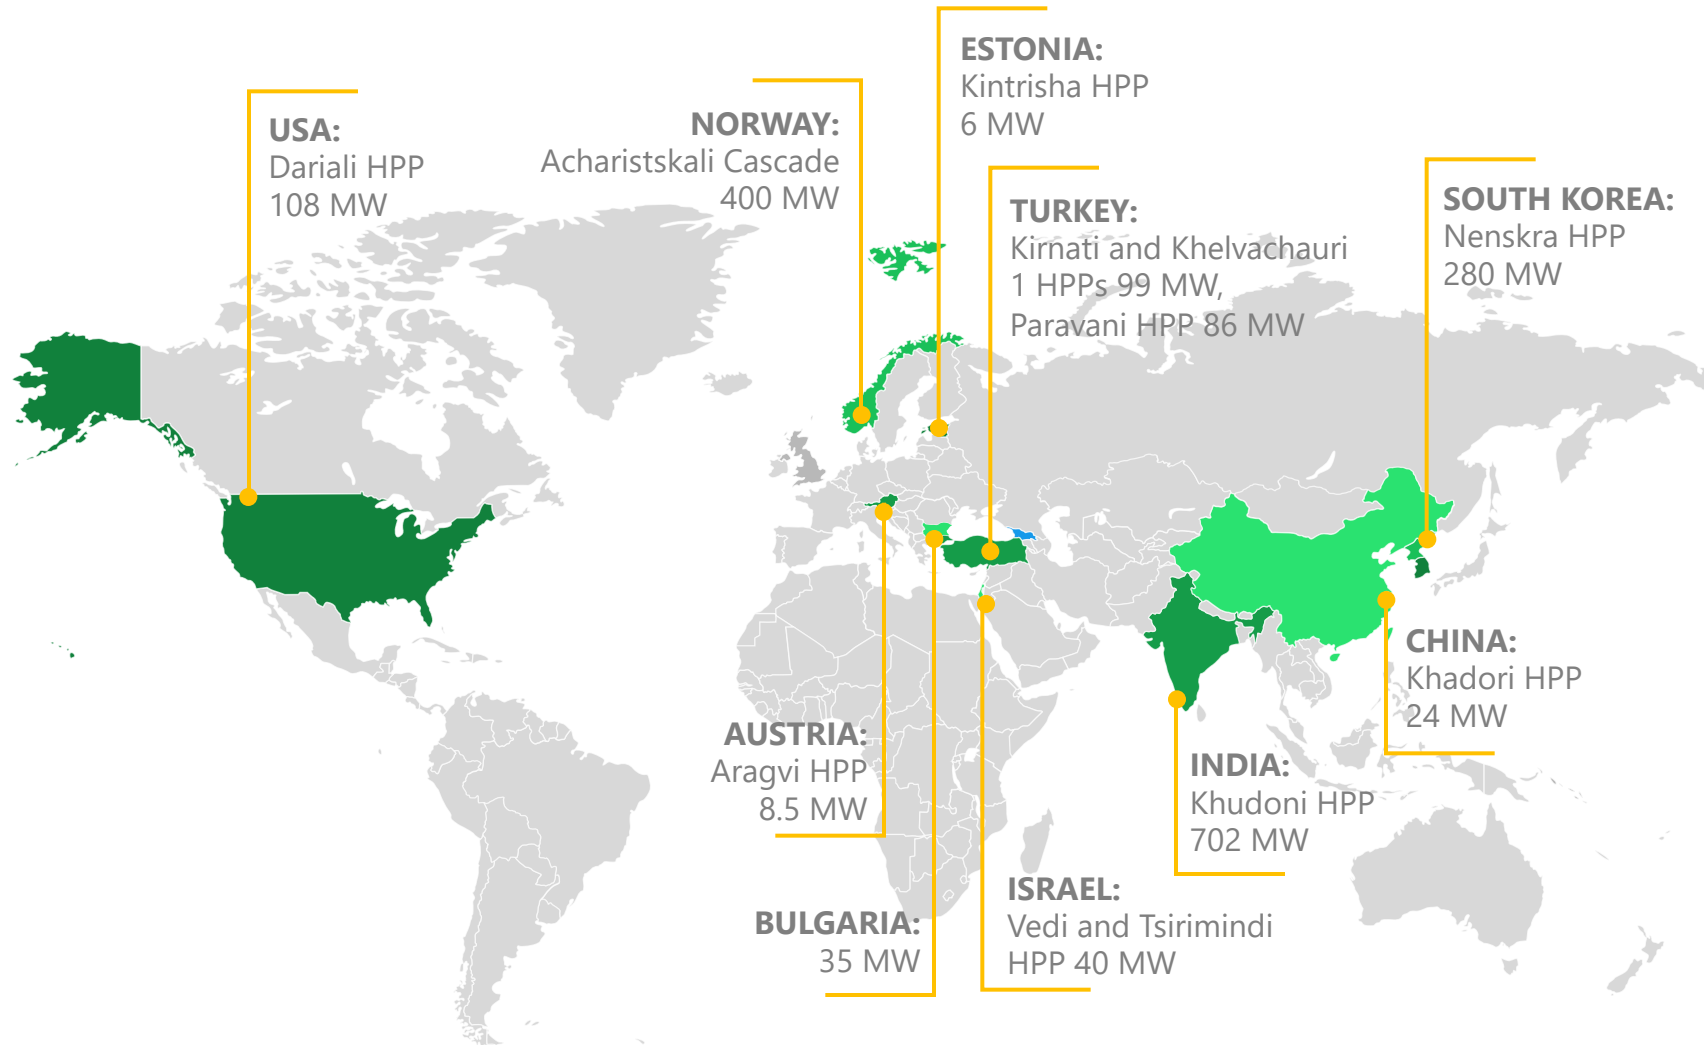 ESTONIA:
Kintrisha HPP
6 MW
USA:
Dariali HPP
108 MW
NORWAY:
Acharistskali Cascade
400 MW
TURKEY:
Kirnati and Khelvachauri
1 HPPs 99 MW,
Paravani HPP 86 MW
SOUTH KOREA:
Nenskra HPP
280 MW
CHINA:
Khadori HPP
24 MW
AUSTRIA:
Aragvi HPP
8.5 MW
INDIA:
Khudoni HPP
702 MW
ISRAEL:
Vedi and Tsirimindi
HPP 40 MW
BULGARIA:
35 MW